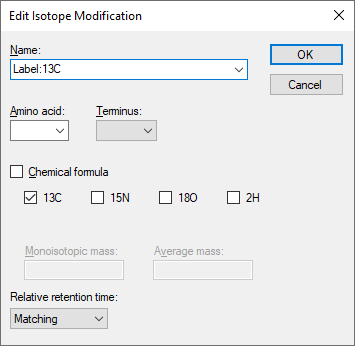 Edit Isotope Modification
Name:
Label:13C
OK
Cancel
Amino acid: Terminus:
Chemical formula
13C 15N 18O 2H
Monoisotopic mass: Average mass:
Relative retention time:
Matching